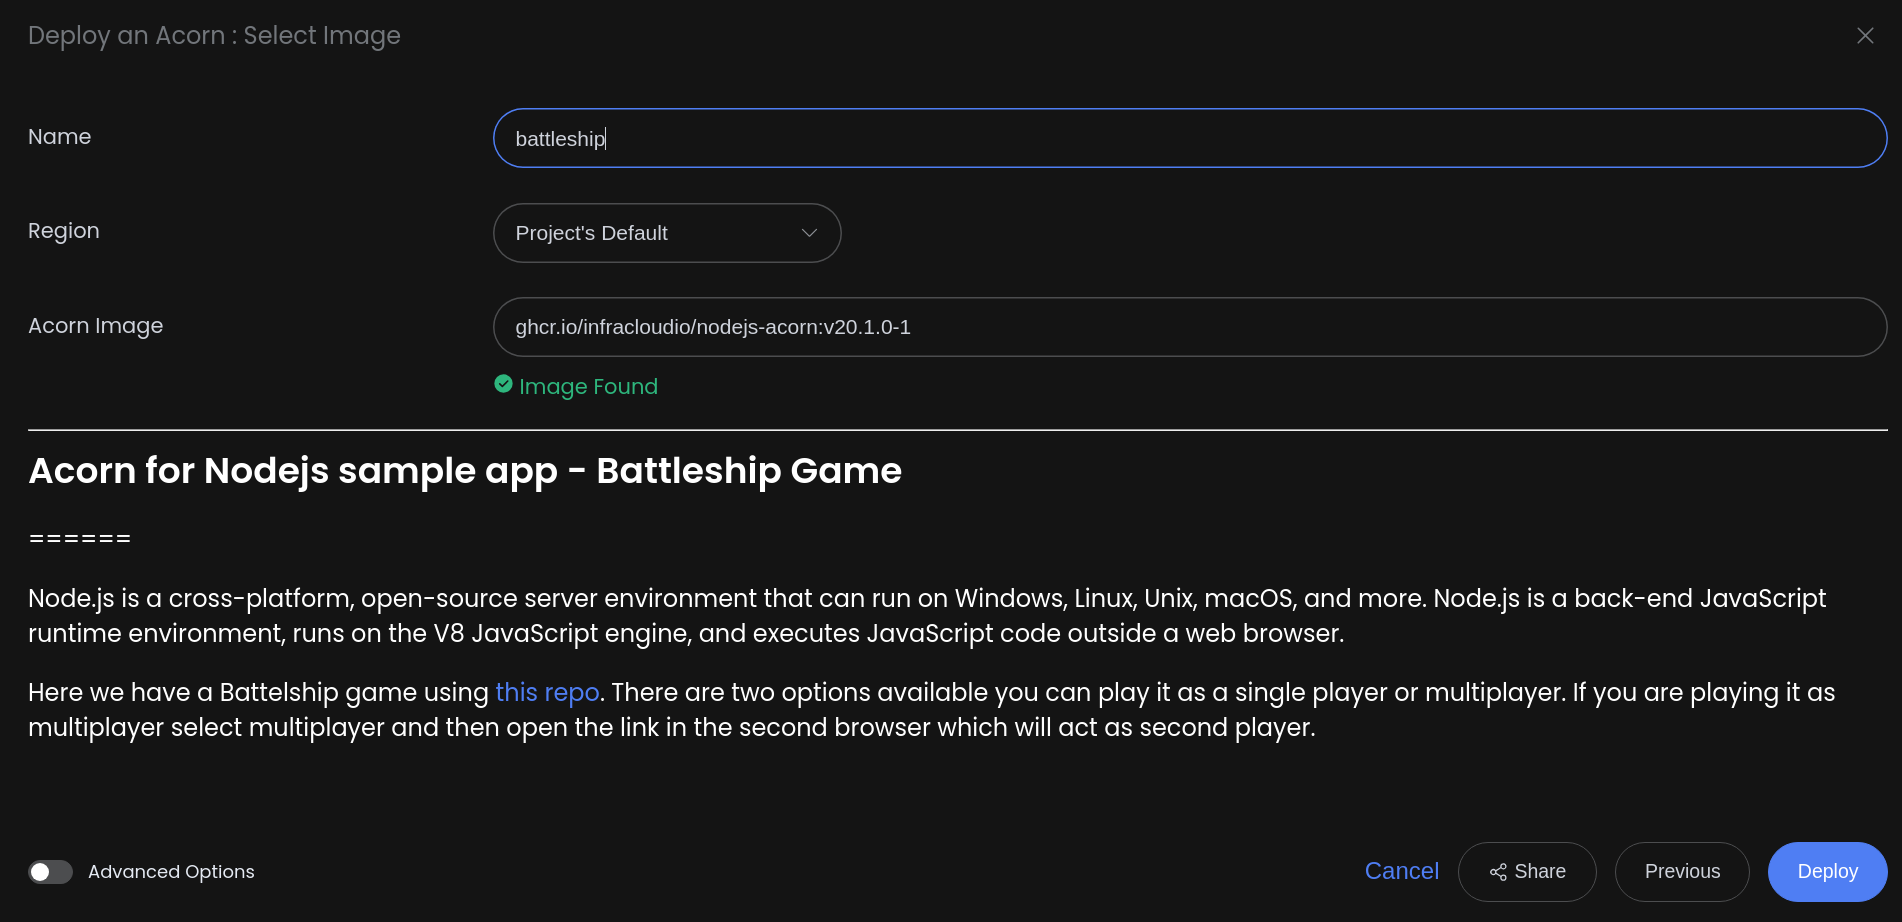 Deploy an Acorn : Select Image
Name
battleship
Region
Project's Default
Acorn Image
ghcr.io/infracloudio/nodejs-acorn:v20.1.0-1
Image Found
Acorn for Nodejs sample app - Battleship Game
======
Node.js is a cross-platform, open-source server environment that can run on Windows, Linux, Unix, macOS, and more. Node.js is a back-end JavaScript
runtime environment, runs on the V8 JavaScript engine, and executes JavaScript code outside a web browser.
Here we have a Battelship game using this repo. There are two options available you can play it as a single player or multiplayer. If you are playing it as
multiplayer select multiplayer and then open the link in the second browser which will act as second player.
Advanced Options
Cancel
Share
Previous
Deploy